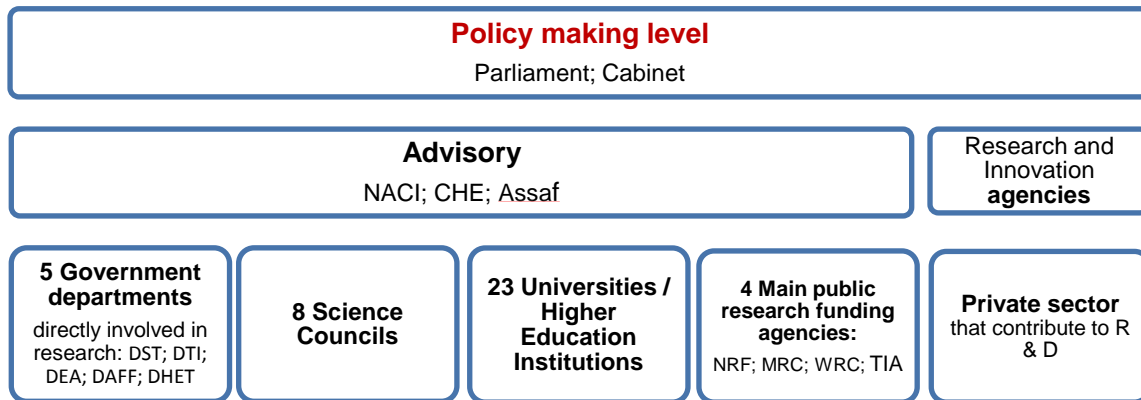 Policy making level
Parliament; Cabinet
Advisory
NACI; CHE; Assaf
Research and
Innovation
agencies
5 Government
departments
directly involved in
research: DST; DTI;
DEA; DAFF; DHET
8 Science
Councils
23 Universities /
Higher
Education
Institutions
4 Main public
research funding
agencies:
NRF; MRC; WRC; TIA
Private sector
that contribute to R
& D